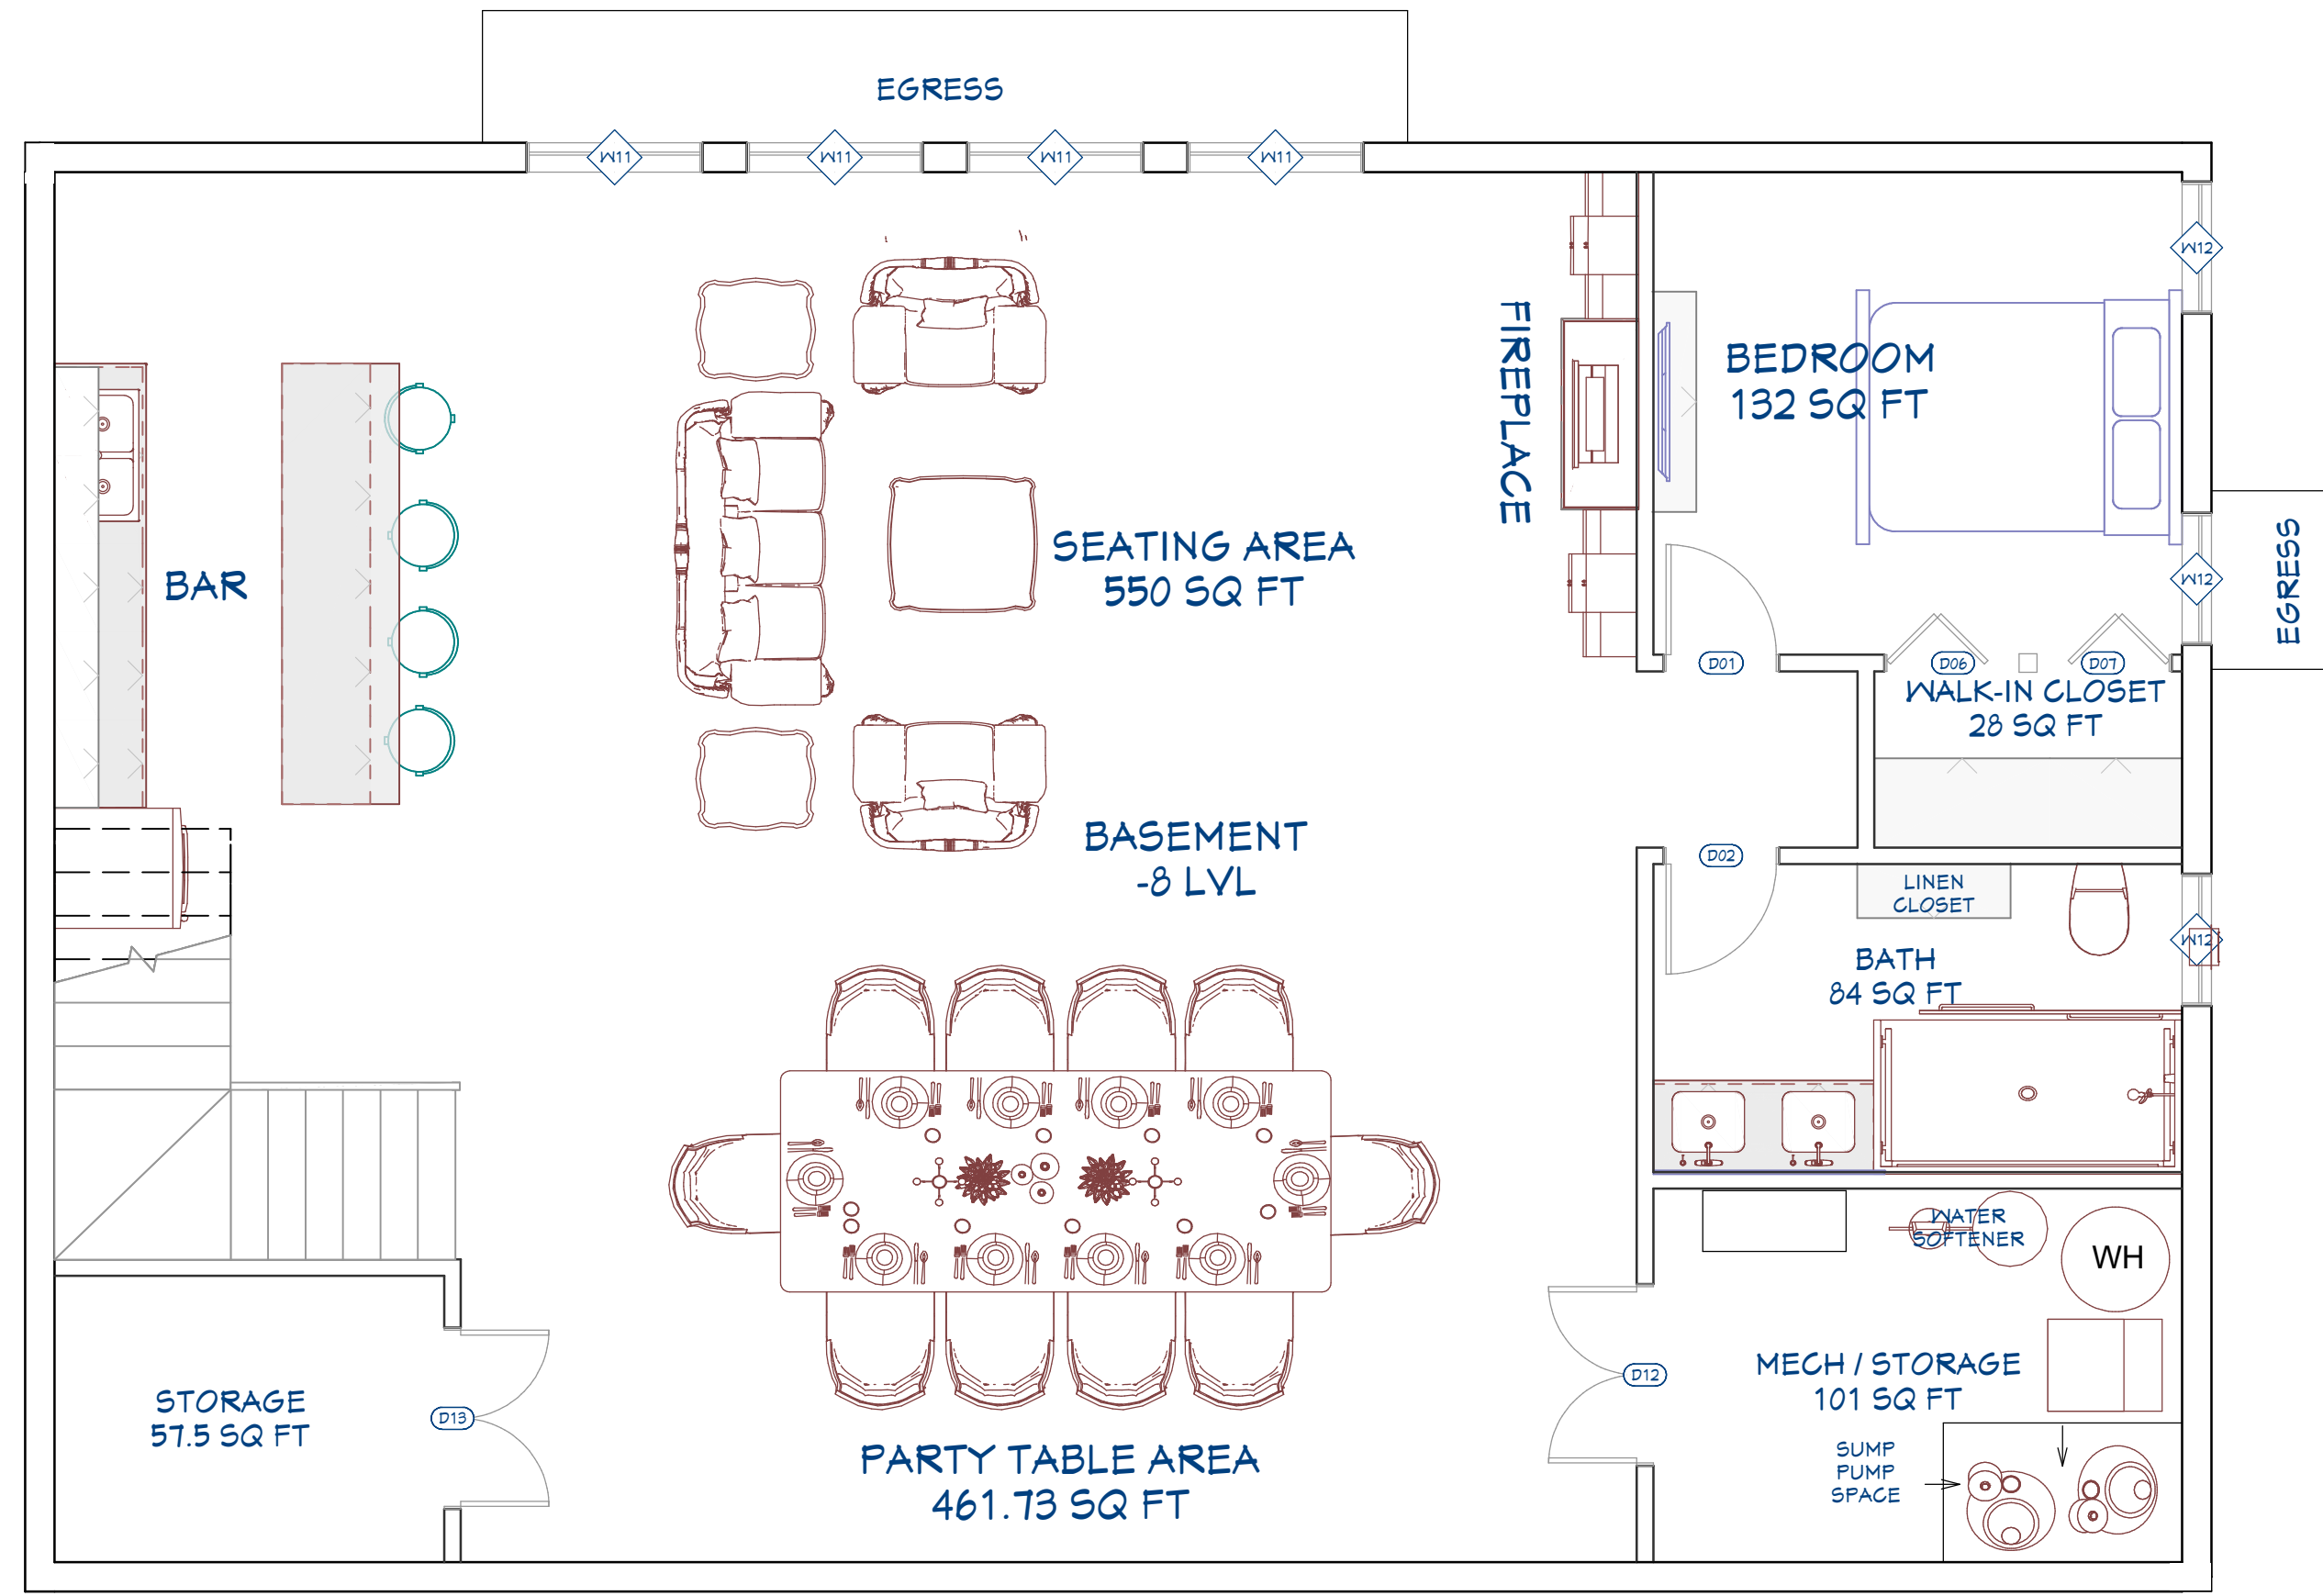 EGRESS
W11
W11
W11
W11
W12
FIREPLACE
BEDROOM
132 SQ FT
SEATING AREA
550 SQ FT
BAR
W12
EGRESS
D01
D06
D07
WALK-IN CLOSET
28 SQ FT
BASEMENT
-8 LVL
D02
LINEN
CLOSET
W12
BATH
84 SQ FT
WATER
SOFTENER
WH
MECH / STORAGE
101 SQ FT
D12
STORAGE
57.5 SQ FT
D13
PARTY TABLE AREA
461.73 SQ FT
SUMP
PUMP
SPACE